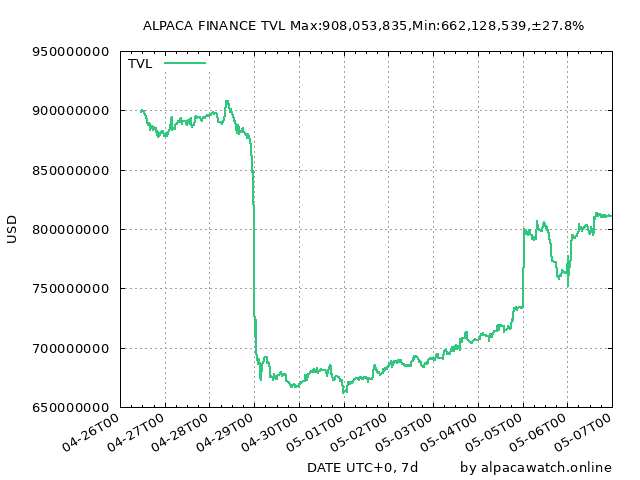 ALPACA FINANCE TVL Max:908,053,835,Min:662,128,539,±27.8%
950000000
TVL
900000000
850000000
800000000
USD
750000000
700000000
650000000
04-26T00
04-27T00
04-28T00
04-29T00
04-30T00
05-01T00
05-02T00
05-03T00
05-04T00
05-05T00
05-06T00
05-07T00
DATE UTC+0, 7d by alpacawatch.online